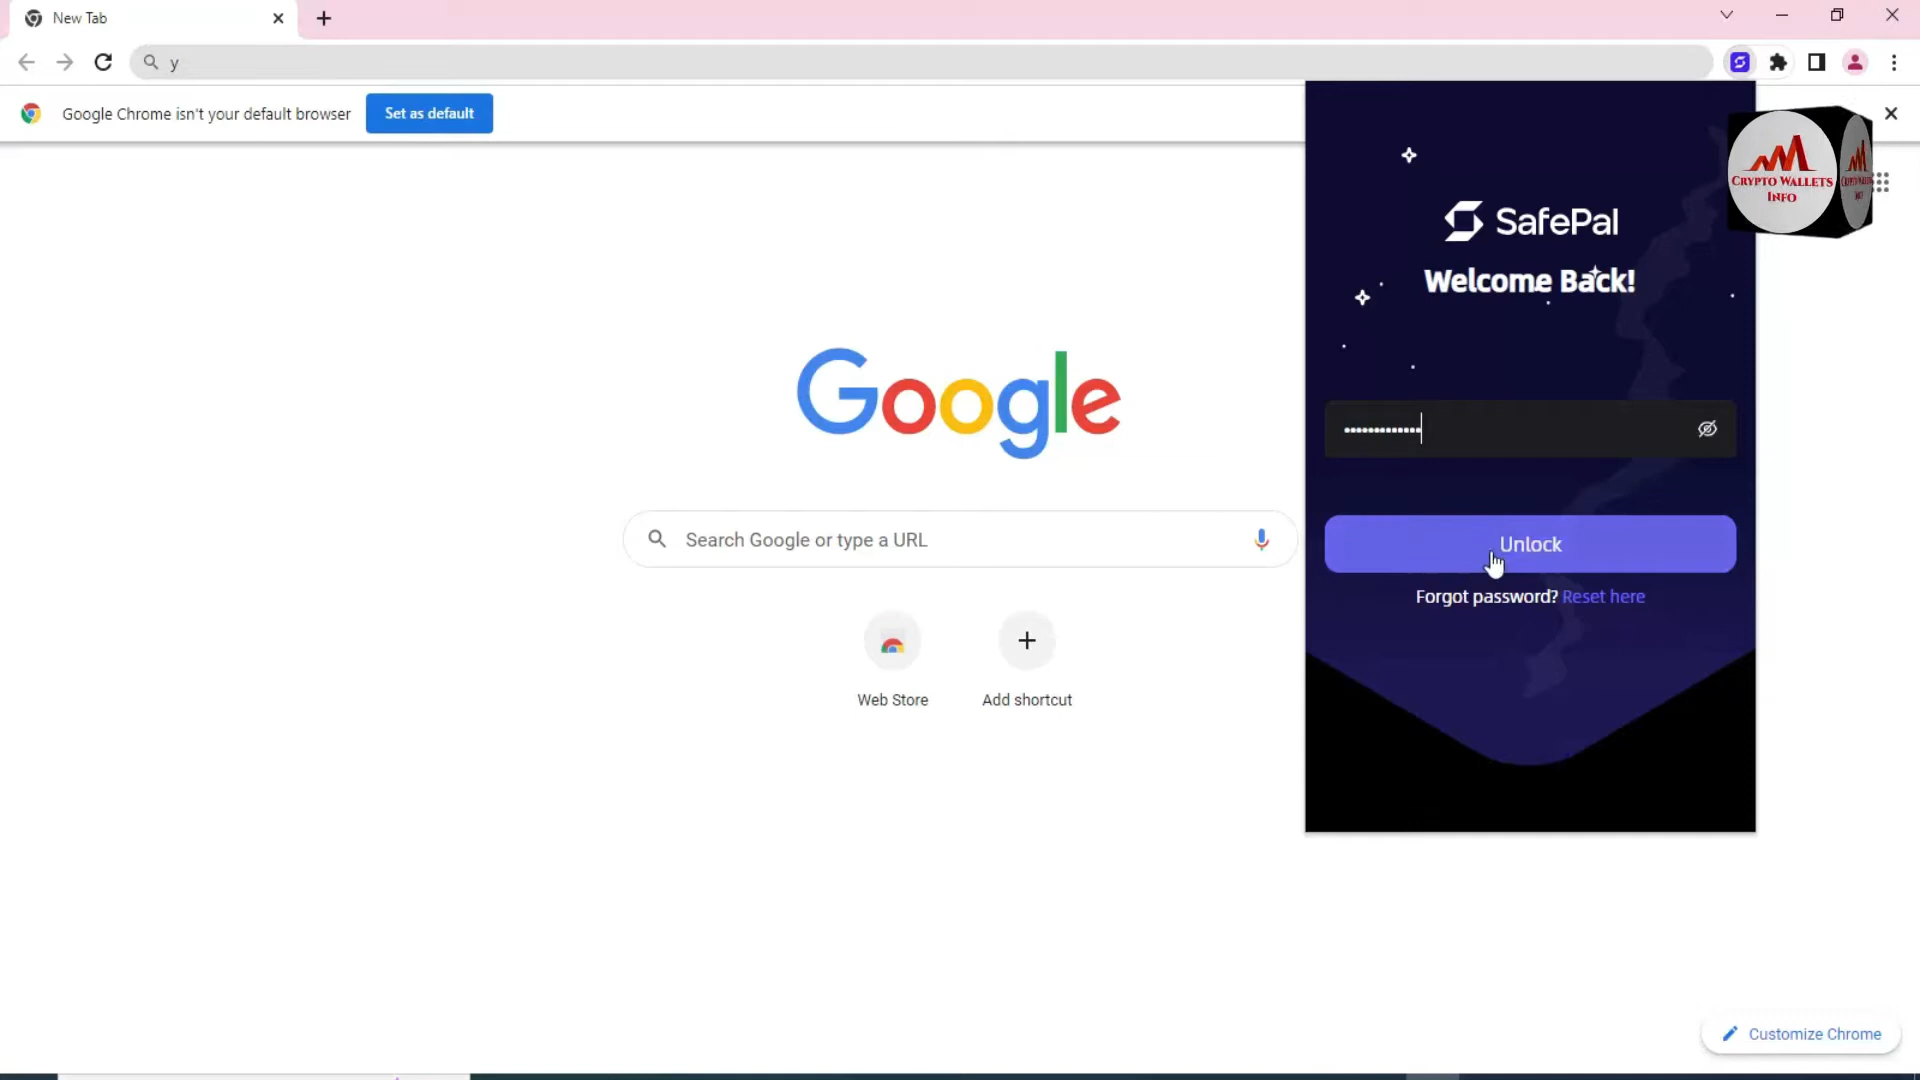 New Tab
y
Google Chrome isn't your default browser
Set as default
CRYPTO WALLETS
INFO
SafePal
Welcome Back!
Google
•••••••••••••
Search Google or type a URL
Unlock
Forgot password? Reset here
Web Store
Add shortcut
Customize Chrome